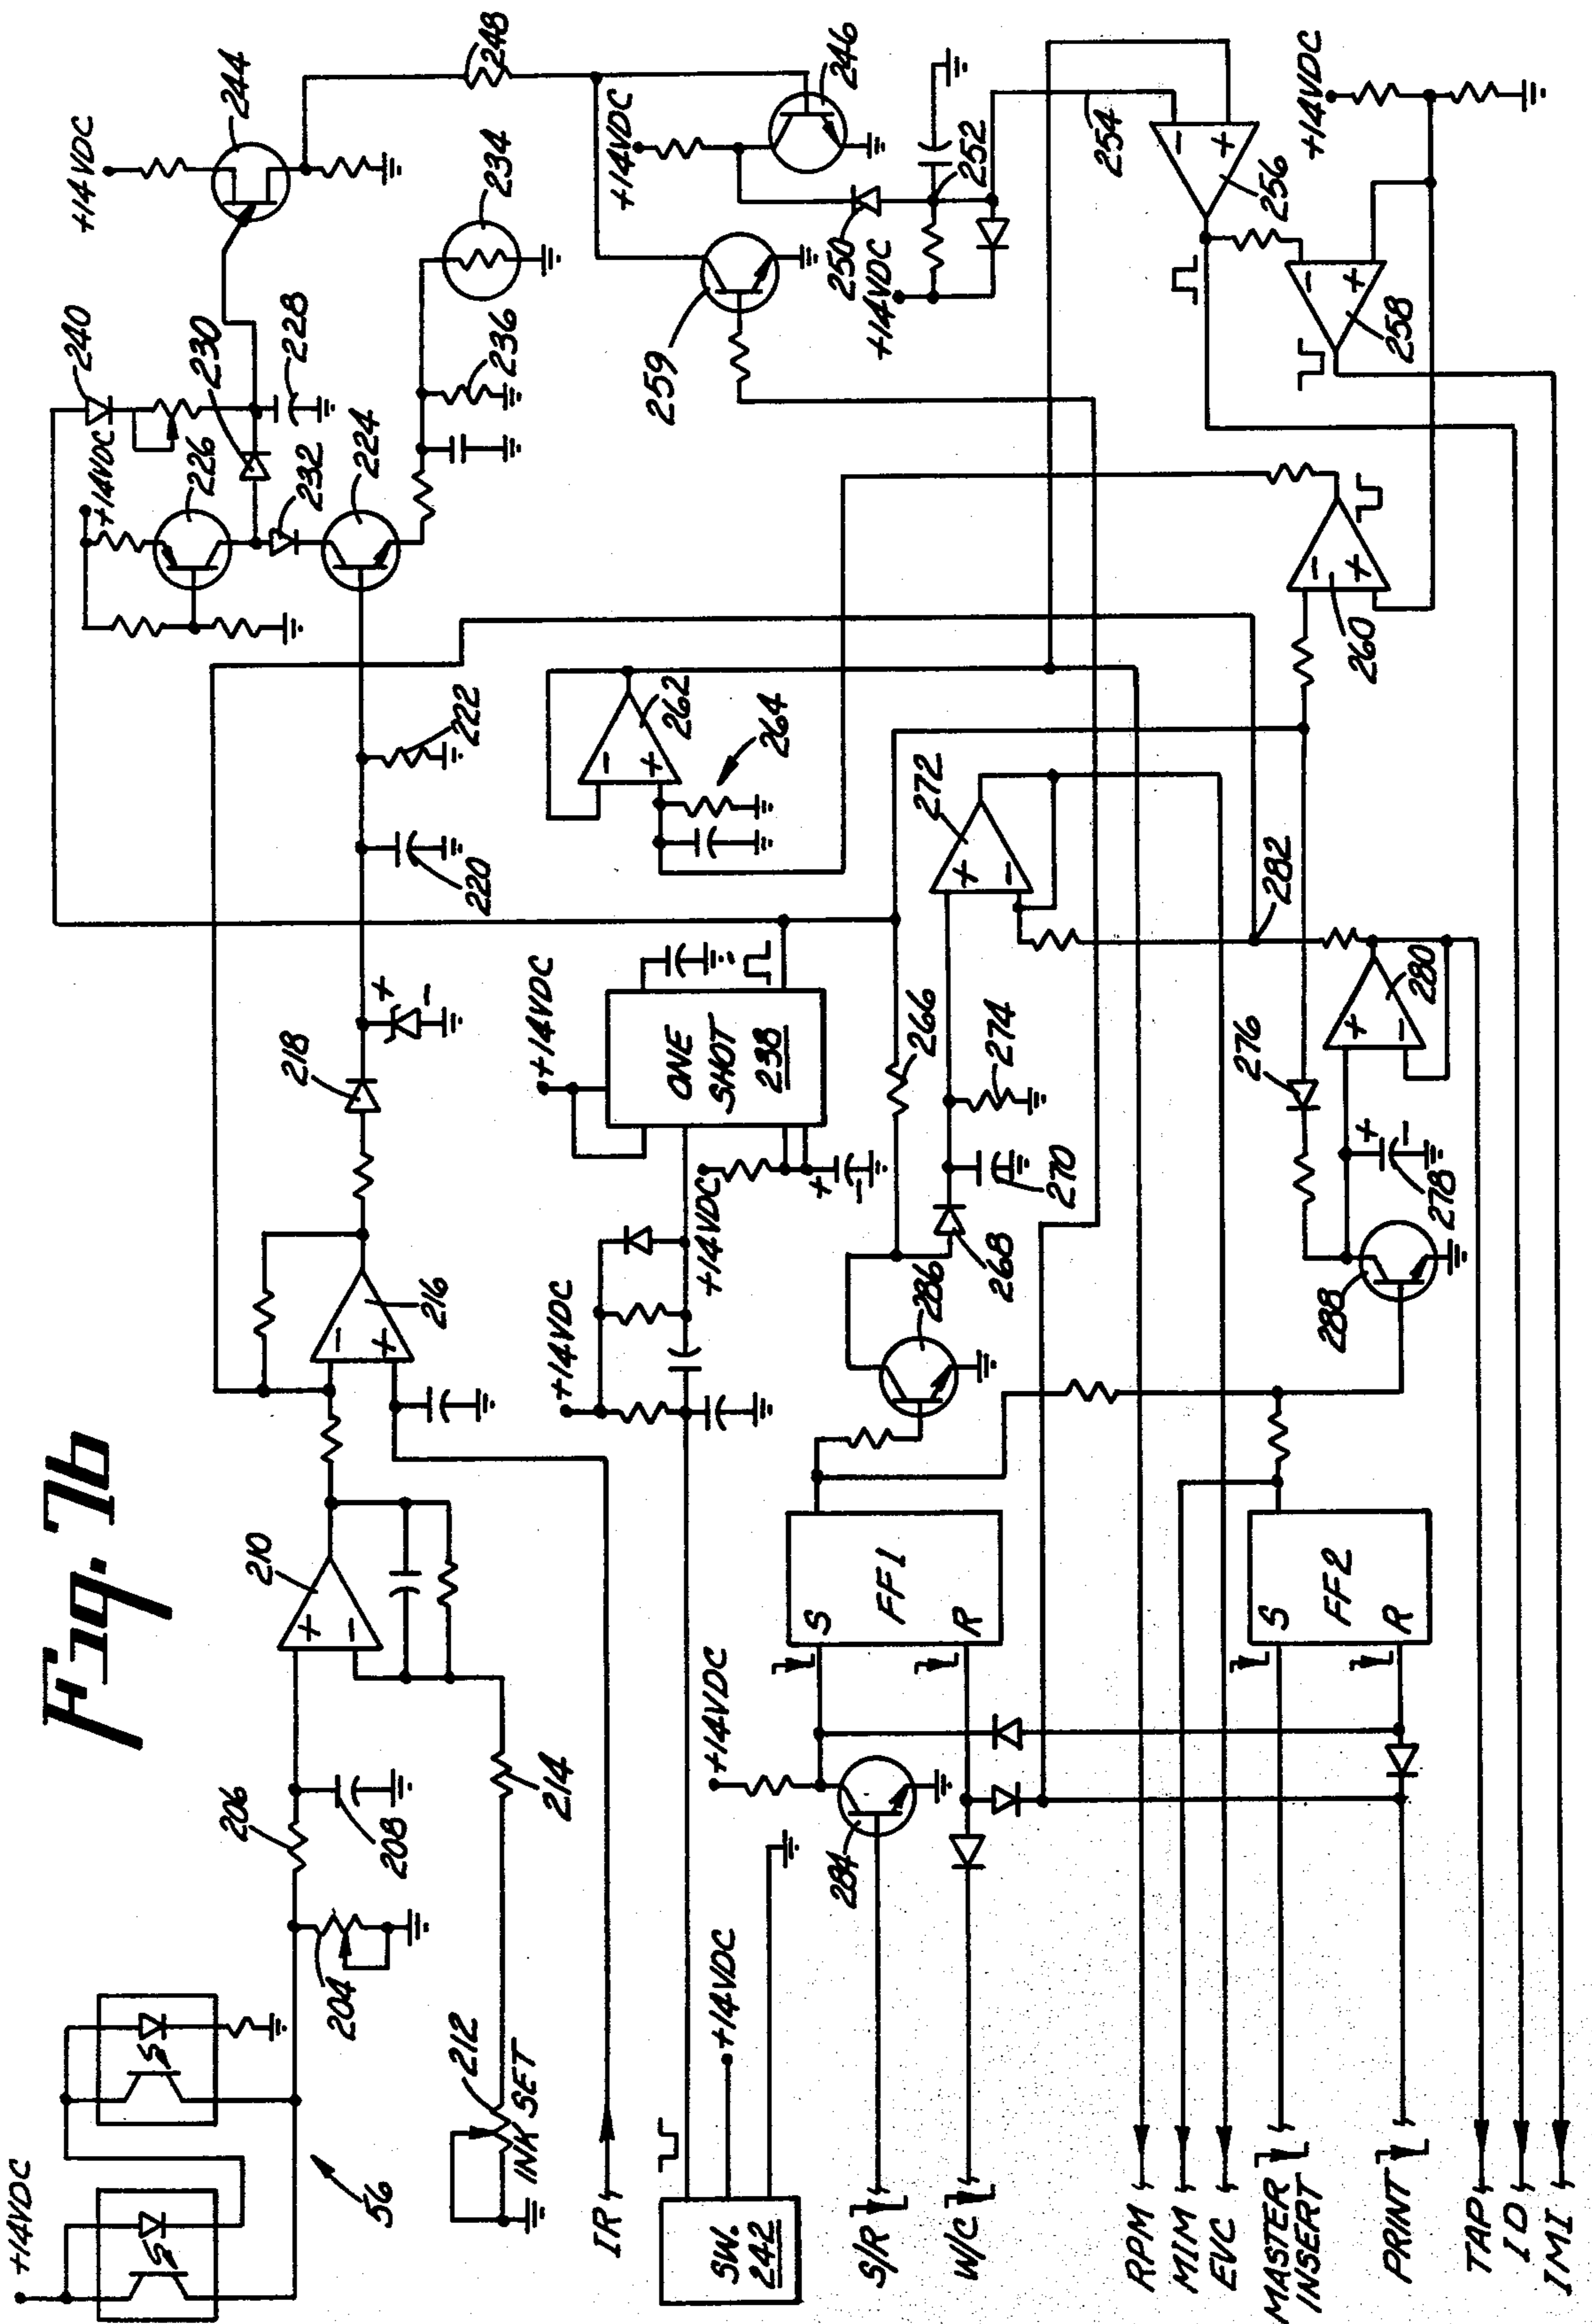 Fig. 7b
+14VDC
56
204
206
208
210
212
INK SET
214
IR
216
218
220
222
224
+14VDC
226
240
230
228
232
+14VDC
244
234
236
248
+14VDC
246
259
250
252
+14VDC
254
256
258
+14VDC
260
262
264
+14VDC
ONE
SHOT
238
+14VDC
+14VDC
SW.
242
+14VDC
266
268
270
272
274
276
278
280
282
286
288
+14VDC
284
S
FF1
R
S
FF2
R
S/R
W/C
RPM
MIM
EVC
MASTER
INSERT
PRINT
TAP
IO
IMI